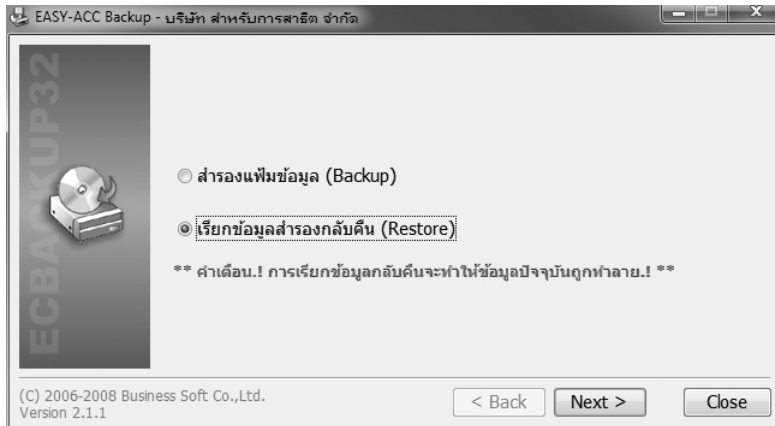 EASY-ACC Backup - บริษัท สำหรับการสาธิต จำกัด
ECBACKUP32
สำรองแฟ้มข้อมูล (Backup)
เรียกข้อมูลสำรองกลับคืน (Restore)
** คำเตือน.! การเรียกข้อมูลกลับคืนจะทำให้ข้อมูลปัจจุบันถูกทำลาย.! **
(C) 2006-2008 Business Soft Co.,Ltd.
Version 2.1.1
< Back Next > Close